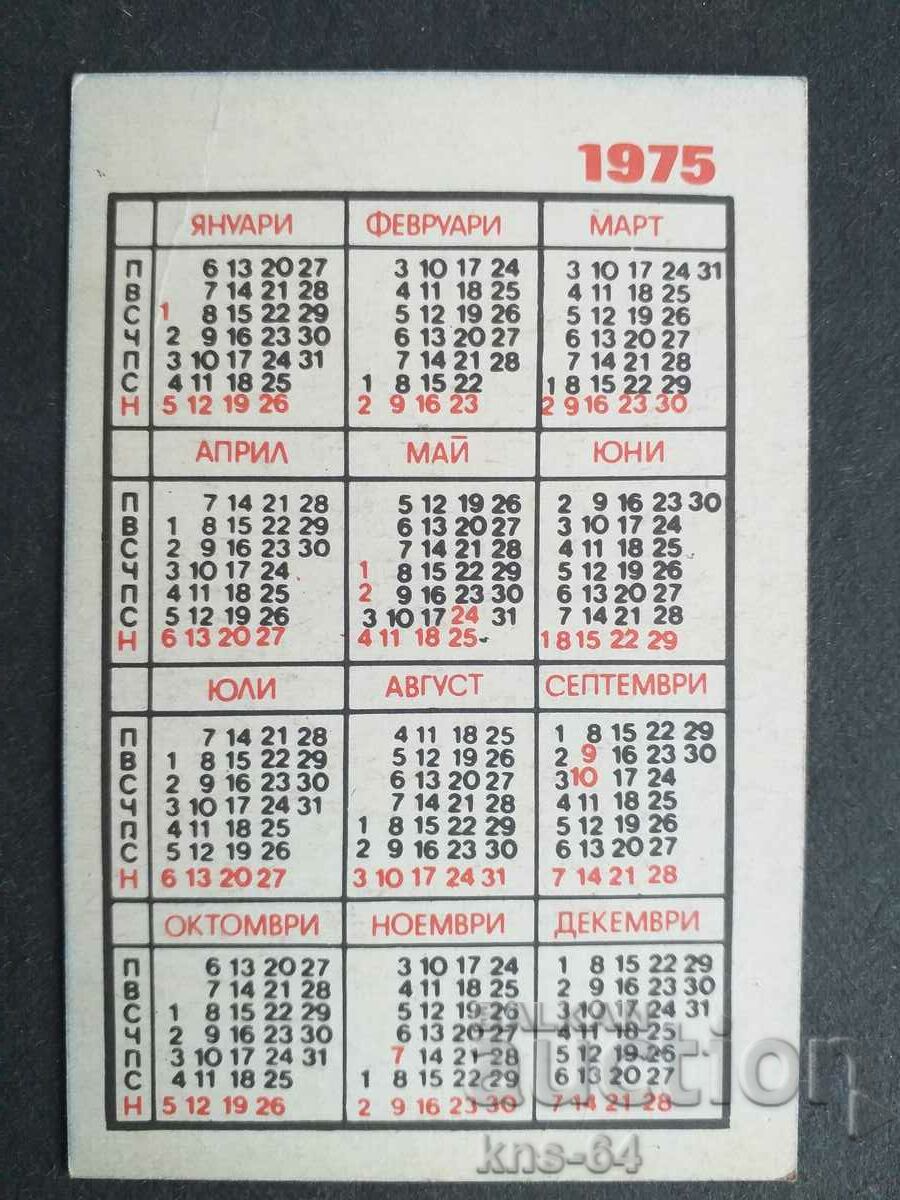 1975
ЯНУАРИ ФЕВРУАРИ МАРТ
П 6 13 20 27 3 10 17 24 3 10 17 24 31
В 7 14 21 28 4 11 18 25 4 11 18 25
С 1 8 15 22 29 5 12 19 26 5 12 19 26
Ч 2 9 16 23 30 6 13 20 27 6 13 20 27
П 3 10 17 24 31 7 14 21 28 7 14 21 28
С 4 11 18 25 1 8 15 22 1 8 15 22 29
Н 5 12 19 26 2 9 16 23 2 9 16 23 30
АПРИЛ МАЙ ЮНИ
П 7 14 21 28 5 12 19 26 2 9 16 23 30
В 1 8 15 22 29 6 13 20 27 3 10 17 24
С 2 9 16 23 30 7 14 21 28 4 11 18 25
Ч 3 10 17 24 1 8 15 22 29 5 12 19 26
П 4 11 18 25 2 9 16 23 30 6 13 20 27
С 5 12 19 26 3 10 17 24 31 7 14 21 28
Н 6 13 20 27 4 11 18 25 1 8 15 22 29
ЮЛИ АВГУСТ СЕПТЕМВРИ
П 7 14 21 28 4 11 18 25 1 8 15 22 29
В 1 8 15 22 29 5 12 19 26 2 9 16 23 30
С 2 9 16 23 30 6 13 20 27 3 10 17 24
Ч 3 10 17 24 31 7 14 21 28 4 11 18 25
П 4 11 18 25 1 8 15 22 29 5 12 19 26
С 5 12 19 26 2 9 16 23 30 6 13 20 27
Н 6 13 20 27 3 10 17 24 31 7 14 21 28
ОКТОМВРИ НОЕМВРИ ДЕКЕМВРИ
П 6 13 20 27 3 10 17 24 1 8 15 22 29
В 7 14 21 28 4 11 18 25 2 9 16 23 30
С 1 8 15 22 29 5 12 19 26 3 10 17 24 31
Ч 2 9 16 23 30 6 13 20 27 4 11 18 25
П 3 10 17 24 31 7 14 21 28 5 12 19 26
С 4 11 18 25 1 8 15 22 29 6 13 20 27
Н 5 12 19 26 2 9 16 23 30 7 14 21 28
BALKAN
auction
kns-64